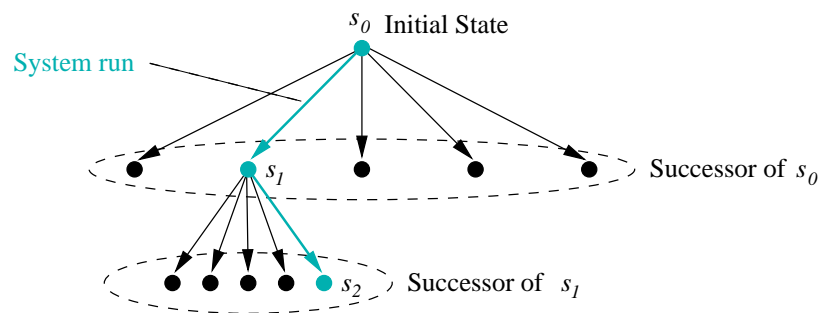 s0 Initial State
System run
s1
Successor of s0
s2
Successor of s1